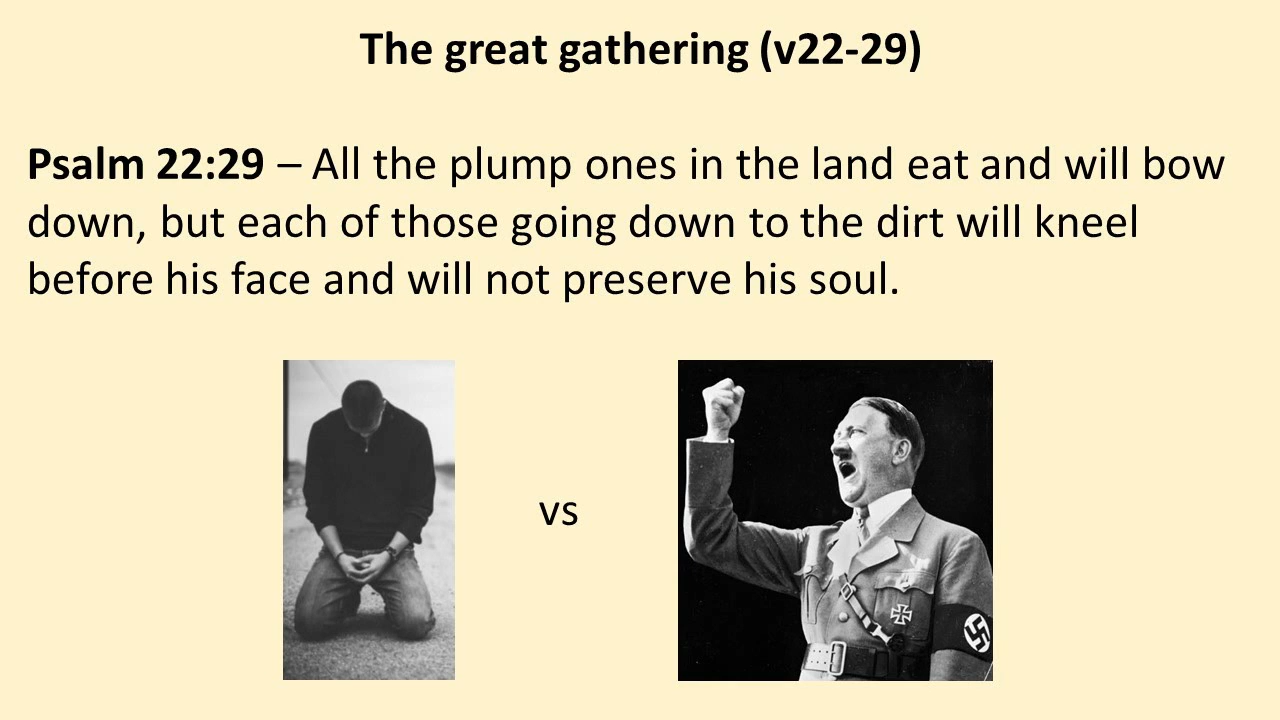 The great gathering (v22-29)
Psalm 22:29 – All the plump ones in the land eat and will bow
down, but each of those going down to the dirt will kneel
before his face and will not preserve his soul.
vs